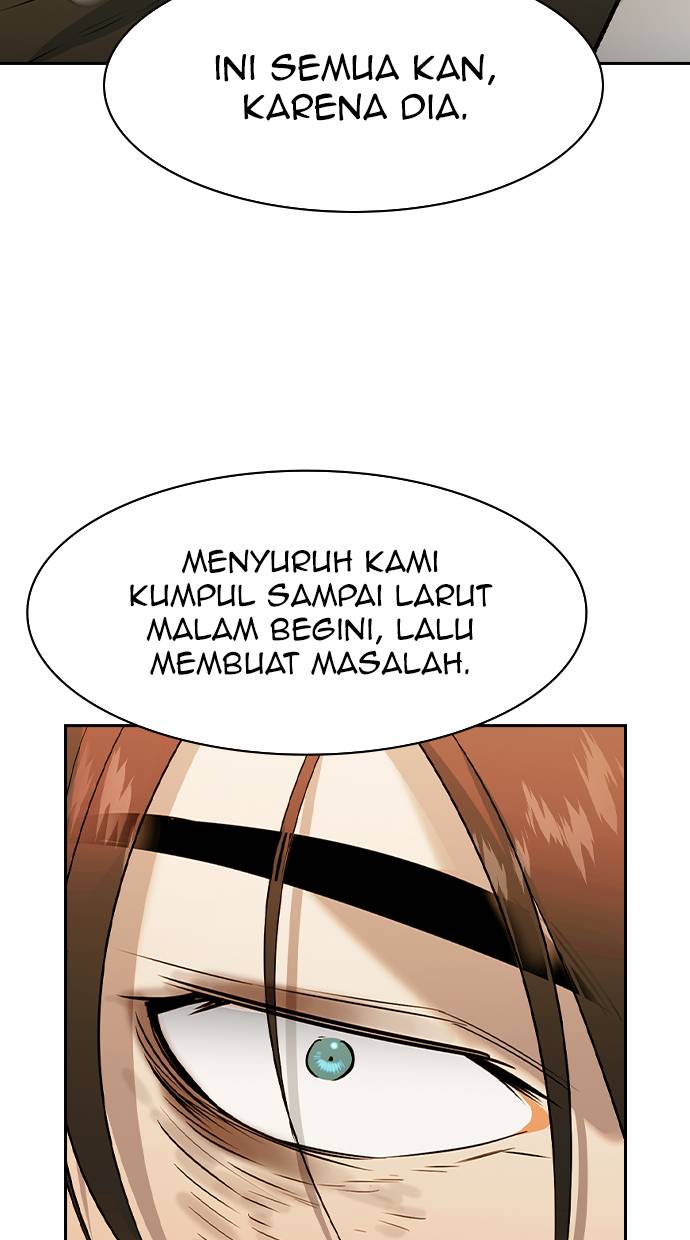 INI SEMUA KAN,
KARENA DIA.
MENYURUH KAMI
KUMPUL SAMPAI LARUT
MALAM BEGINI, LALU
MEMBUAT MASALAH.